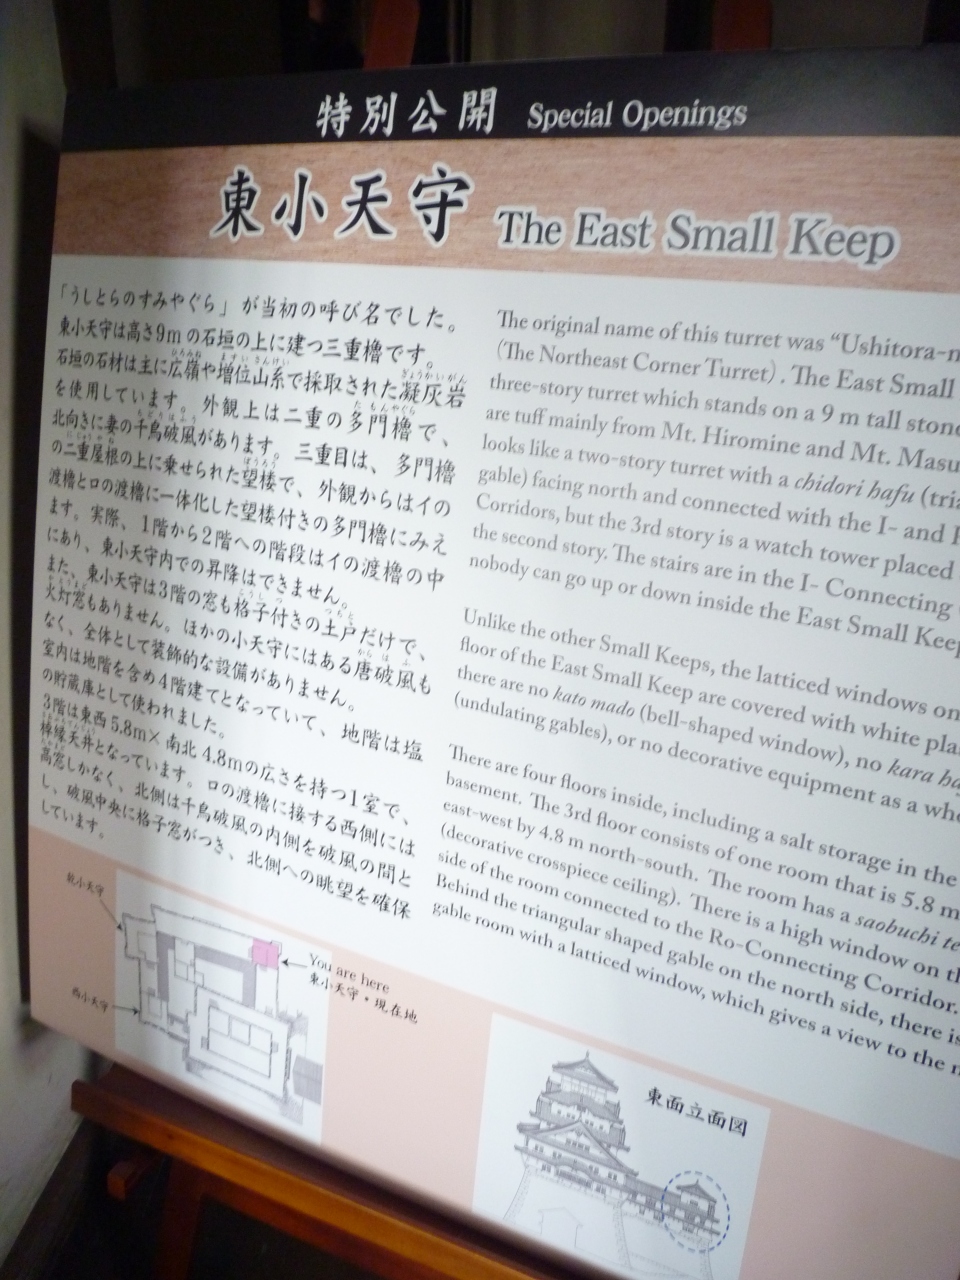 特別公開 Special Openings
東小天守 The East Small Keep
「うしとらのすみやぐら」が当初の呼び名でした。
東小天守は高さ9mの石垣の上に建つ三重櫓です。
石垣の石材は主に広嶺や増位山系で採取された凝灰岩
を使用しています。外観上は二重の多門櫓で、
北向きに妻の千鳥破風があります。三重目は、多門櫓
の二重屋根の上に乗せられた望楼で、外観からはイの
渡櫓とロの渡櫓に一体化した望楼付きの多門櫓にみえ
ます。実際、1階から2階への階段はイの渡櫓の中
にあり、東小天守内での昇降はできません。
また、東小天守は3階の窓も格子付きの土戸だけで、
火灯窓もありません。ほかの小天守にはある唐破風も
なく、全体として装飾的な設備がありません。
室内は地階を含め4階建てとなっていて、地階は塩
の貯蔵庫として使われました。
3階は東西5.8m×南北4.8mの広さを持つ1室で、
棹縁天井となっています。ロの渡櫓に接する西側には
高窓しかなく、北側は千鳥破風の内側を破風の間と
し、破風中央に格子窓がつき、北側への眺望を確保
しています。
The original name of this turret was “Ushitora-n
(The Northeast Corner Turret) . The East Small
three-story turret which stands on a 9 m tall stone
are tuff mainly from Mt. Hiromine and Mt. Masu
looks like a two-story turret with a chidori hafu (tria
gable) facing north and connected with the I- and
Corridors, but the 3rd story is a watch tower placed
the second story. The stairs are in the I- Connecting
nobody can go up or down inside the East Small Keep
Unlike the other Small Keeps, the latticed windows on
floor of the East Small Keep are covered with white pla
there are no kato mado (bell-shaped window), no kara ha
(undulating gables), or no decorative equipment as a who
There are four floors inside, including a salt storage in the
basement. The 3rd floor consists of one room that is 5.8 m
east-west by 4.8 m north-south. The room has a saobuchi te
(decorative crosspiece ceiling). There is a high window on th
side of the room connected to the Ro-Connecting Corridor.
Behind the triangular shaped gable on the north side, there is
gable room with a latticed window, which gives a view to the n
乾小天守
西小天守
You are here
東小天守・現在地
東面立面図